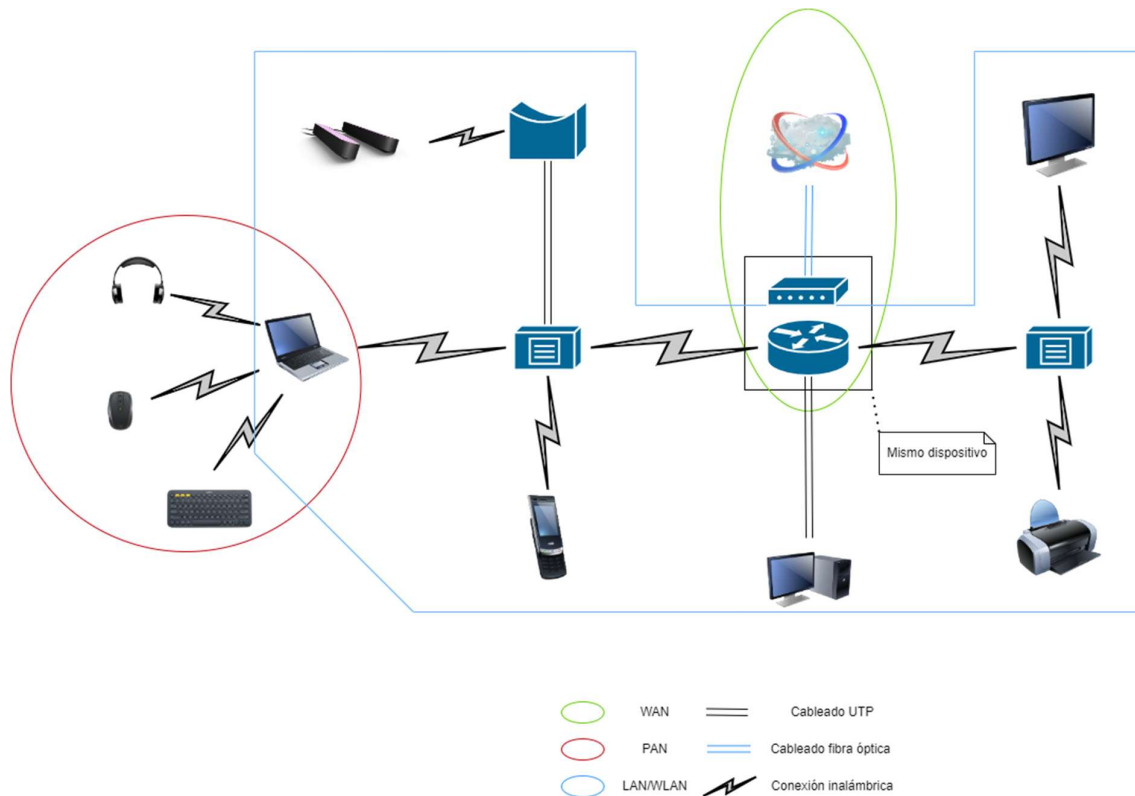 Mismo dispositivo
WAN
Cableado UTP
PAN
Cableado fibra óptica
LAN/WLAN
Conexión inalámbrica